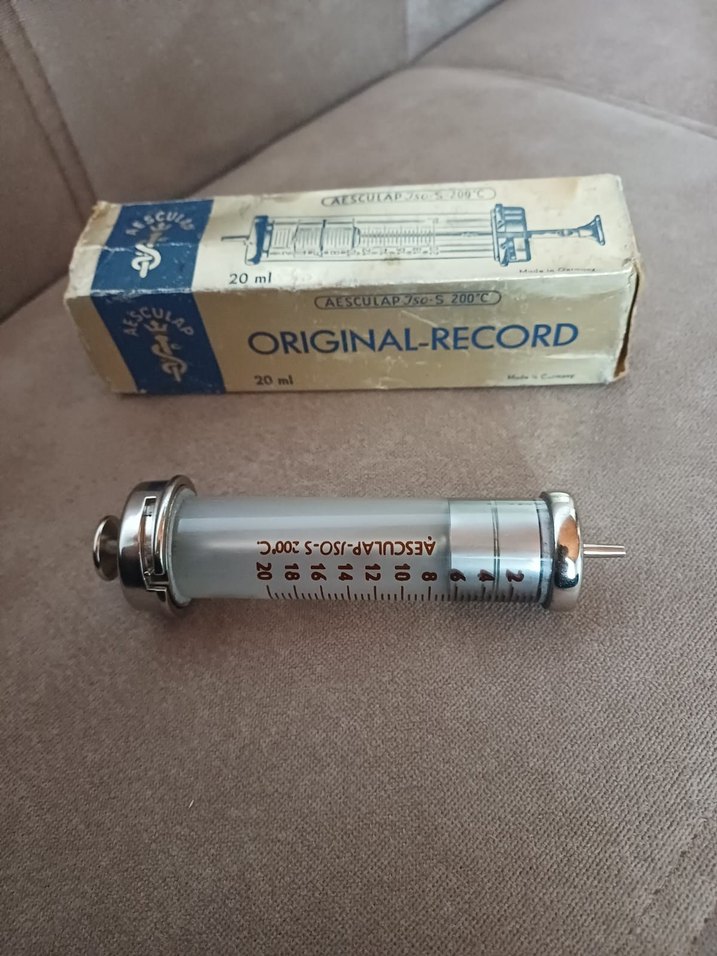 AESCULAP
AESCULAP Iso-S 200°C
20 ml
Made in Germany
AESCULAP
AESCULAP Iso-S 200°C
ORIGINAL-RECORD
20 ml
Made in Germany
AESCULAP-ISO-S 200°C.
20 18 16 14 12 10 8 6 4 2